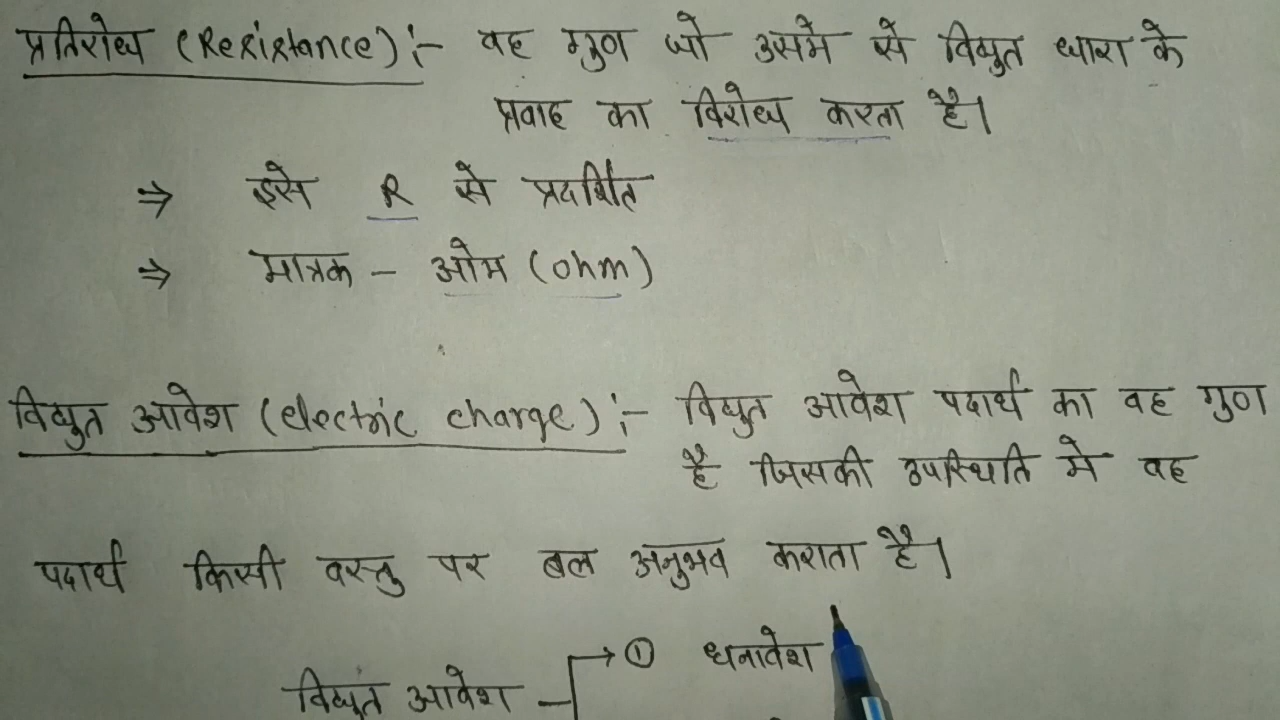 प्रतिरोध (Resistance) :- वह गुण जो उसमे से विद्युत धारा के
प्रवाह का विरोध करता है।
⇒ इसे R से प्रदर्शित
⇒ मात्रक - ओम (ohm)
विद्युत आवेश (electric charge) :- विद्युत आवेश पदार्थ का वह गुण
है जिसकी उपस्थिति मे वह
पदार्थ किसी वस्तु पर बल अनुभव कराता है।
→ ① धनावेश
विद्युत आवेश